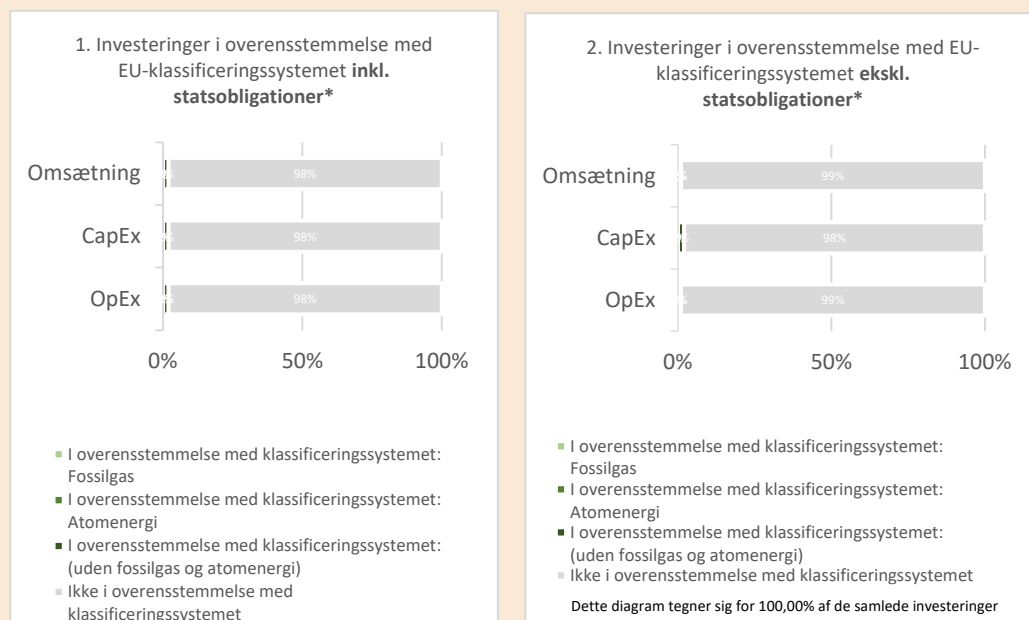 1. Investeringer i overensstemmelse med
EU-klassificeringssystemet inkl.
statsobligationer*
Omsætning
98%
CapEx
98%
OpEx
98%
0%
50%
100%
I overensstemmelse med klassificeringssystemet:
Fossilgas
I overensstemmelse med klassificeringssystemet:
Atomenergi
I overensstemmelse med klassificeringssystemet:
(uden fossilgas og atomenergi)
Ikke i overensstemmelse med
klassificeringssystemet
2. Investeringer i overensstemmelse med EU-
klassificeringssystemet ekskl.
statsobligationer*
Omsætning
99%
CapEx
98%
OpEx
99%
0%
50%
100%
I overensstemmelse med klassificeringssystemet:
Fossilgas
I overensstemmelse med klassificeringssystemet:
Atomenergi
I overensstemmelse med klassificeringssystemet:
(uden fossilgas og atomenergi)
Ikke i overensstemmelse med klassificeringssystemet
Dette diagram tegner sig for 100,00% af de samlede investeringer